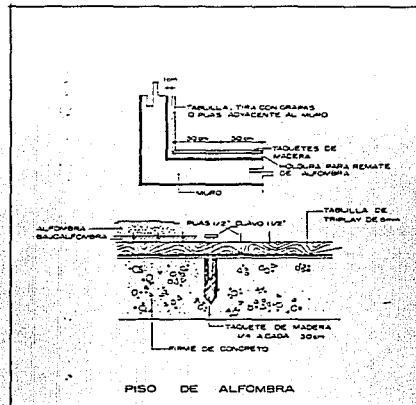 1cm
TABLILLA, TIRA CON GRAPAS
O PUAS ADYACENTE AL MURO
30cm 30cm
TAQUETES DE
MADERA
HOLGURA PARA REMATE
DE ALFOMBRA
MURO
PUAS 1/2" CLAVO 1 1/2"
TABLILLA DE
TRIPLAY DE 6mm
ALFOMBRA
BAJOALFOMBRA
TAQUETE DE MADERA
1/4 A CADA 30cm
FIRME DE CONCRETO
PISO DE ALFOMBRA